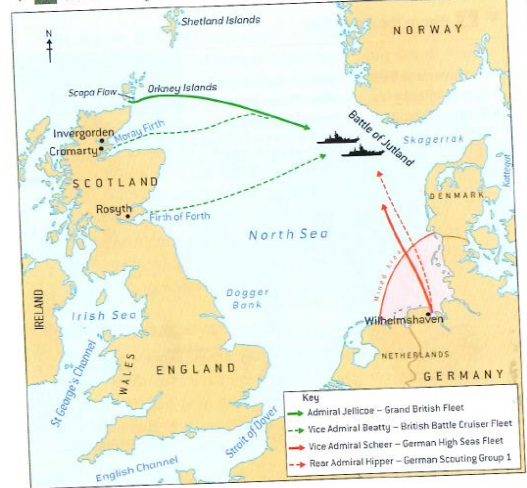 Shetland Islands
NORWAY
N
Scapa Flow
Orkney Islands
Battle of Jutland
Skagerrak
Kattegat
Invergorden
Cromarty
Moray Firth
SCOTLAND
Rosyth
Firth of Forth
DENMARK
North Sea
Mined Area
Dogger
Bank
IRELAND
Irish Sea
Wilhelmshaven
St George's Channel
WALES
ENGLAND
NETHERLANDS
GERMANY
Strait of Dover
English Channel
Key
Admiral Jellicoe – Grand British Fleet
Vice Admiral Beatty – British Battle Cruiser Fleet
Vice Admiral Scheer – German High Seas Fleet
Rear Admiral Hipper – German Scouting Group 1